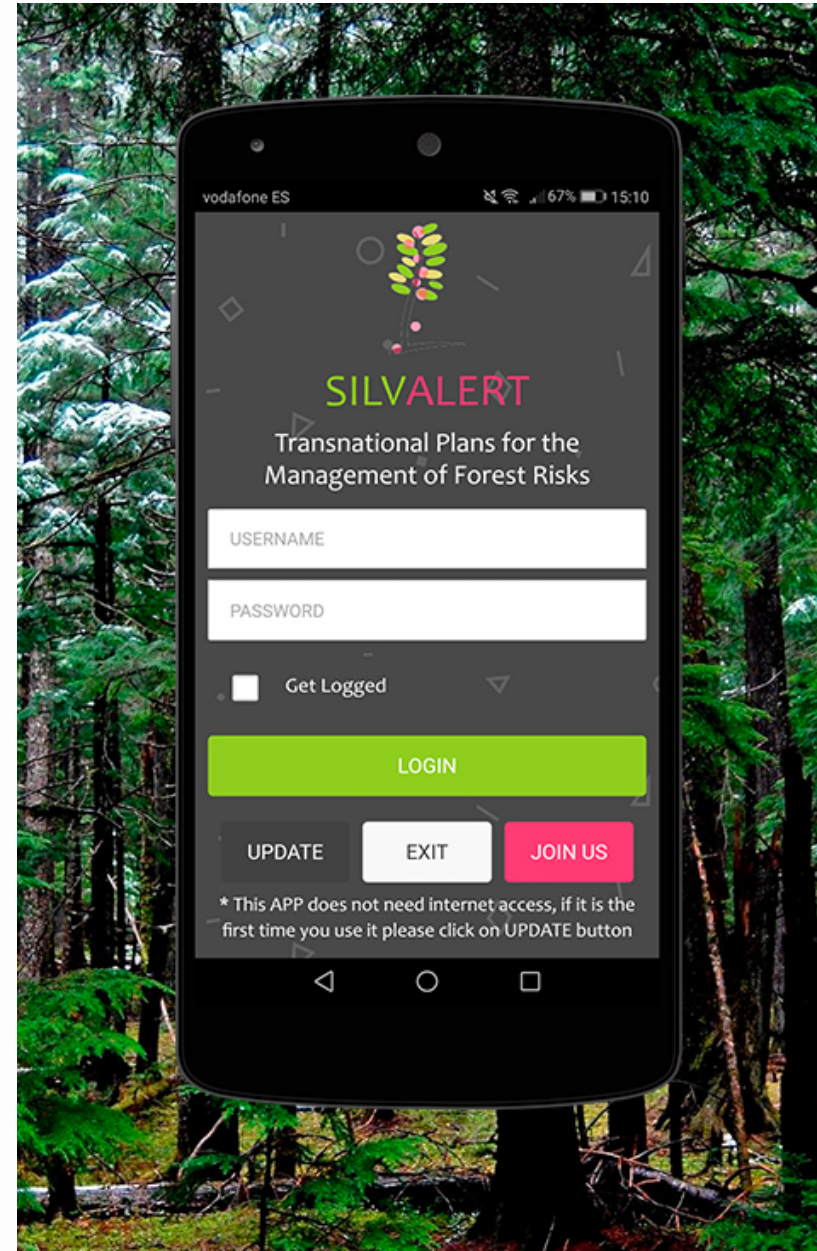 vodafone ES 67% 15:10
SILVALERT
Transnational Plans for the
Management of Forest Risks
USERNAME
PASSWORD
Get Logged
LOGIN
UPDATE EXIT JOIN US
* This APP does not need internet access, if it is the
first time you use it please click on UPDATE button